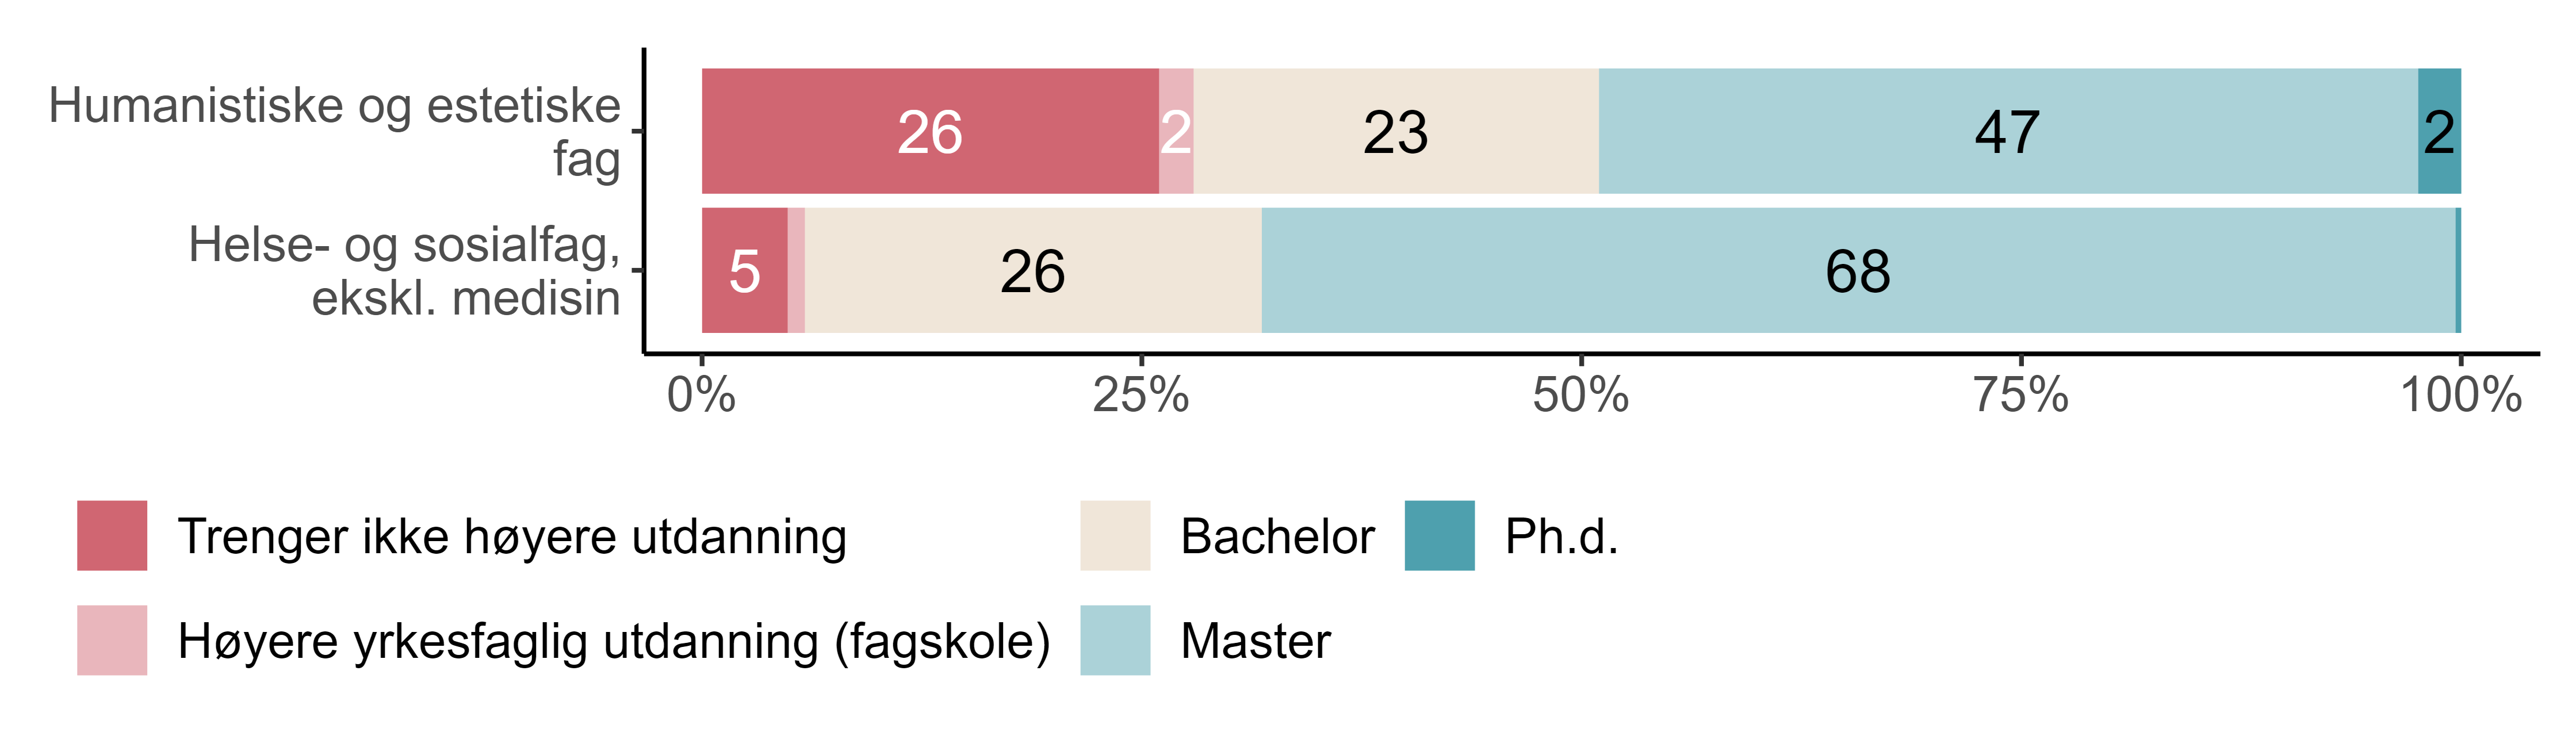 Humanistiske og estetiske
fag
26 2 23 47 2
Helse- og sosialfag,
ekskl. medisin
5 26 68
0% 25% 50% 75% 100%
Trenger ikke høyere utdanning
Høyere yrkesfaglig utdanning (fagskole)
Bachelor
Master
Ph.d.